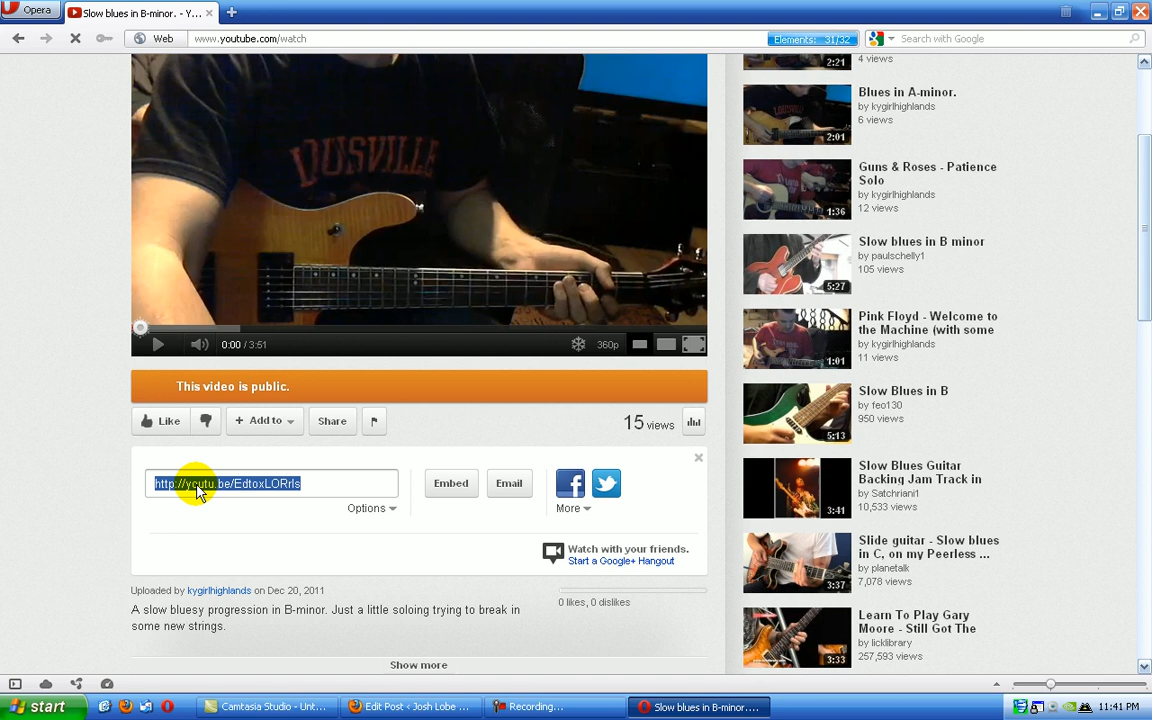 Opera
Slow blues in B-minor. - Y...
Web
www.youtube.com/watch
Elements: 31/32
Search with Google
LOUISVILLE
0:00 / 3:51
360p
This video is public.
Like
+ Add to
Share
15 views
http://youtu.be/EdtoxLORrIs
Embed
Email
Options
More
Watch with your friends.
Start a Google+ Hangout
Uploaded by kygirlhighlands on Dec 20, 2011
0 likes, 0 dislikes
A slow bluesy progression in B-minor. Just a little soloing trying to break in
some new strings.
Show more
2:21
4 views
2:01
Blues in A-minor.
by kygirlhighlands
6 views
1:36
Guns & Roses - Patience
Solo
by kygirlhighlands
12 views
5:27
Slow blues in B minor
by paulschelly1
105 views
1:01
Pink Floyd - Welcome to
the Machine (with some
by kygirlhighlands
11 views
5:13
Slow Blues in B
by feo130
950 views
3:41
Slow Blues Guitar
Backing Jam Track in
by Satchriani1
10,533 views
3:37
Slide guitar - Slow blues
in C, on my Peerless ...
by planetalk
7,078 views
3:33
Learn To Play Gary
Moore - Still Got The
by licklibrary
257,593 views
start
Camtasia Studio - Unt...
Edit Post ‹ Josh Lobe ...
Recording...
Slow blues in B-minor....
11:41 PM